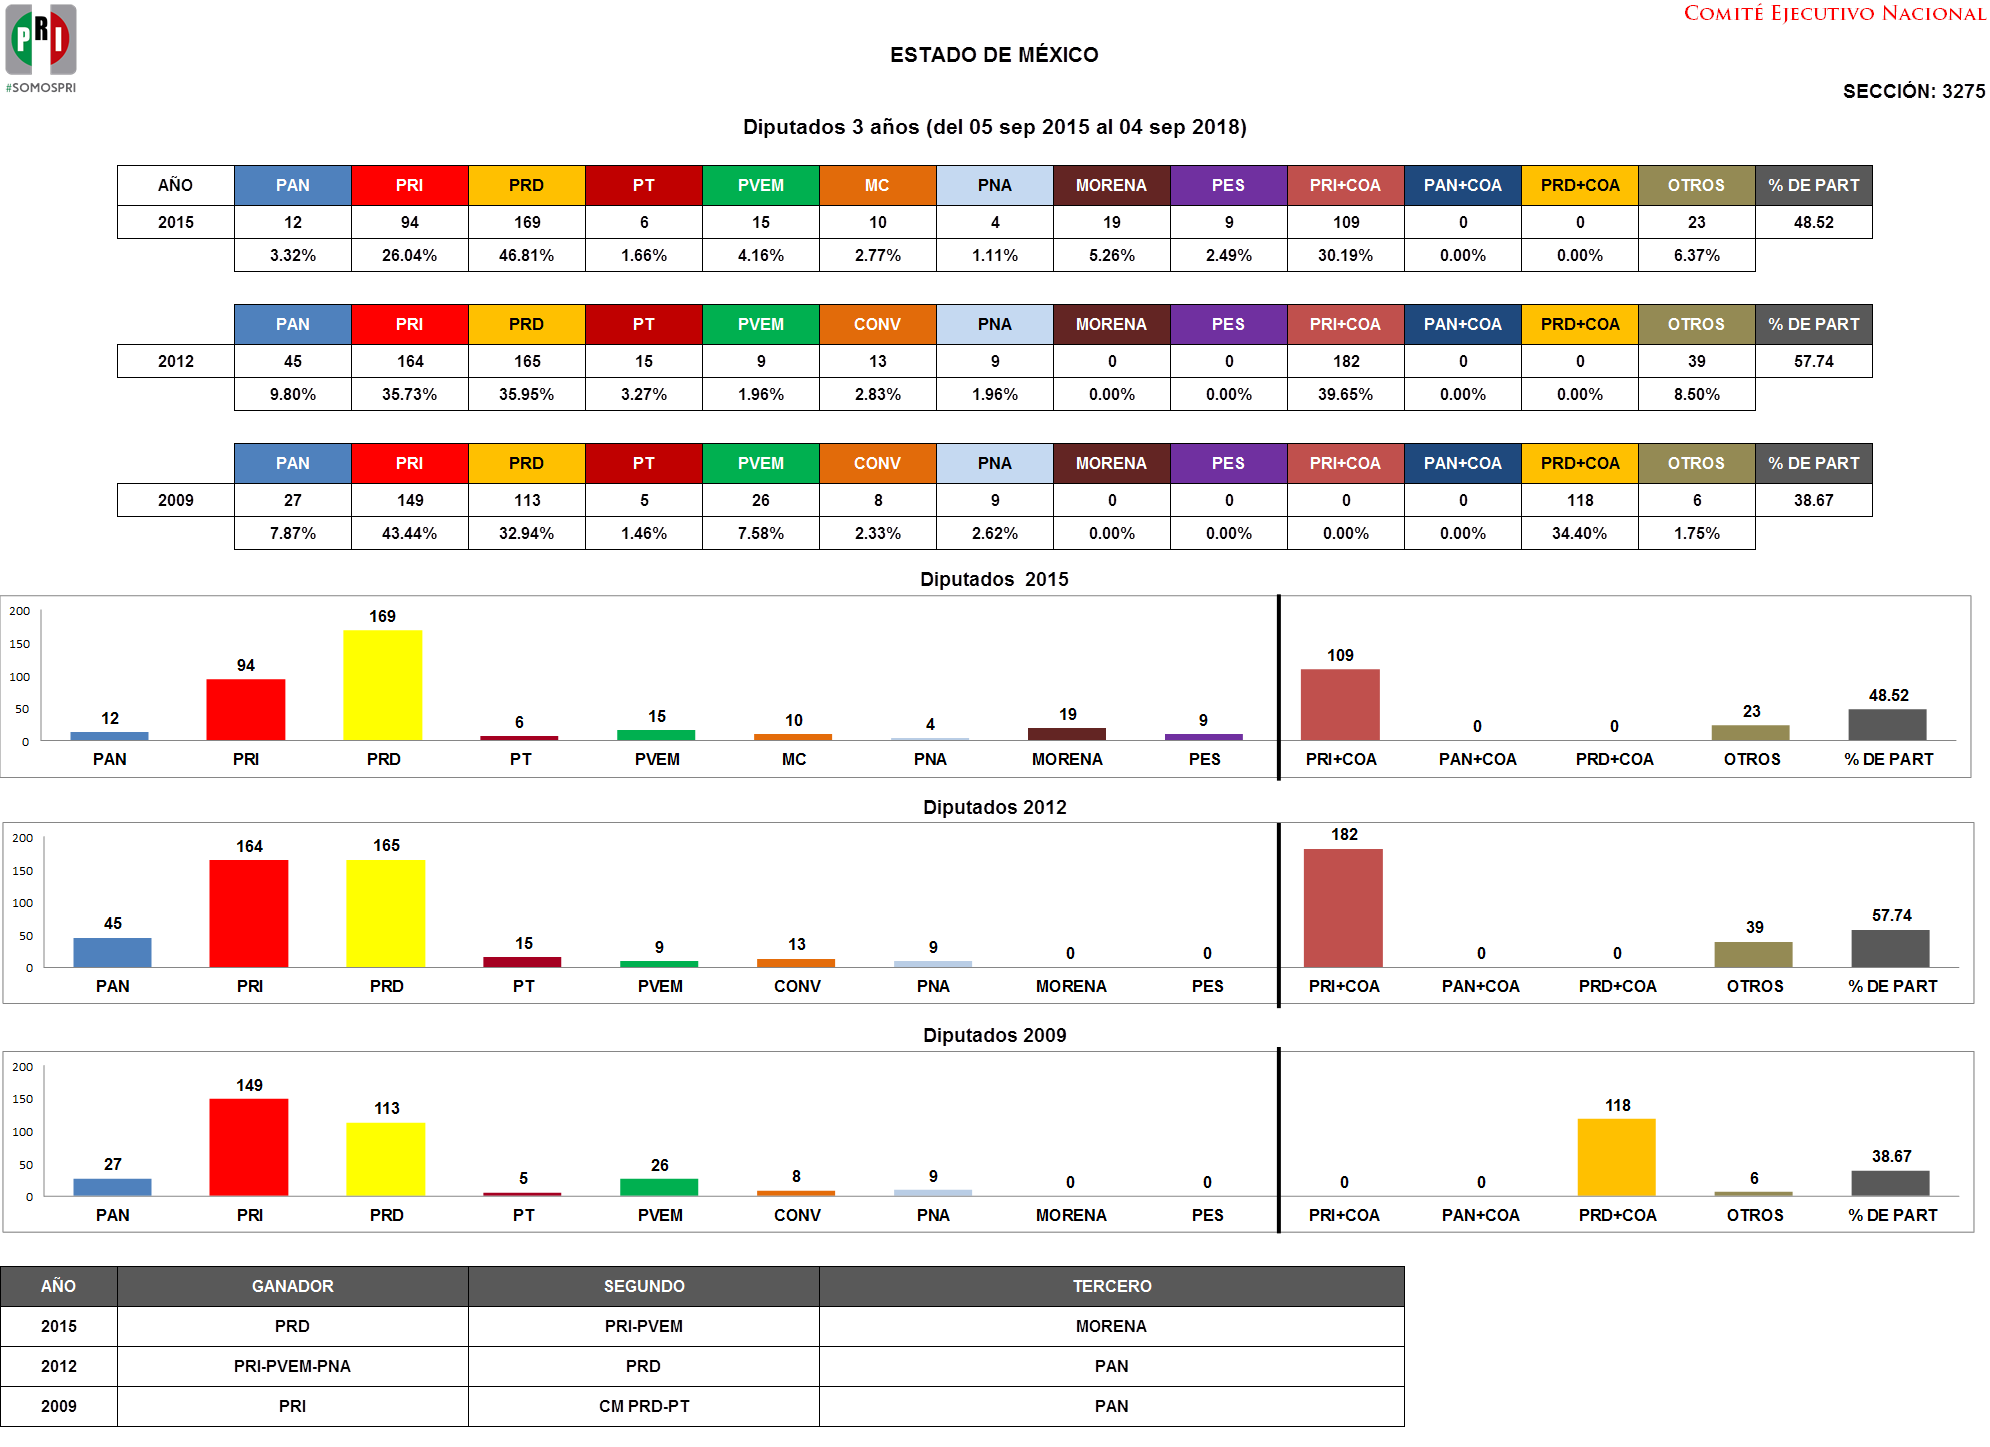 PRI
#SOMOSPRI
COMITÉ EJECUTIVO NACIONAL
ESTADO DE MÉXICO
SECCIÓN: 3275
Diputados 3 años (del 05 sep 2015 al 04 sep 2018)
AÑO PAN PRI PRD PT PVEM MC PNA MORENA PES PRI+COA PAN+COA PRD+COA OTROS % DE PART
2015 12 94 169 6 15 10 4 19 9 109 0 0 23 48.52
3.32% 26.04% 46.81% 1.66% 4.16% 2.77% 1.11% 5.26% 2.49% 30.19% 0.00% 0.00% 6.37%
PAN PRI PRD PT PVEM CONV PNA MORENA PES PRI+COA PAN+COA PRD+COA OTROS % DE PART
2012 45 164 165 15 9 13 9 0 0 182 0 0 39 57.74
9.80% 35.73% 35.95% 3.27% 1.96% 2.83% 1.96% 0.00% 0.00% 39.65% 0.00% 0.00% 8.50%
PAN PRI PRD PT PVEM CONV PNA MORENA PES PRI+COA PAN+COA PRD+COA OTROS % DE PART
2009 27 149 113 5 26 8 9 0 0 0 0 118 6 38.67
7.87% 43.44% 32.94% 1.46% 7.58% 2.33% 2.62% 0.00% 0.00% 0.00% 0.00% 34.40% 1.75%
Diputados 2015
200
150
100
50
0
12 94 169 6 15 10 4 19 9 109 0 0 23 48.52
PAN PRI PRD PT PVEM MC PNA MORENA PES PRI+COA PAN+COA PRD+COA OTROS % DE PART
Diputados 2012
200
150
100
50
0
45 164 165 15 9 13 9 0 0 182 0 0 39 57.74
PAN PRI PRD PT PVEM CONV PNA MORENA PES PRI+COA PAN+COA PRD+COA OTROS % DE PART
Diputados 2009
200
150
100
50
0
27 149 113 5 26 8 9 0 0 0 0 118 6 38.67
PAN PRI PRD PT PVEM CONV PNA MORENA PES PRI+COA PAN+COA PRD+COA OTROS % DE PART
AÑO GANADOR SEGUNDO TERCERO
2015 PRD PRI-PVEM MORENA
2012 PRI-PVEM-PNA PRD PAN
2009 PRI CM PRD-PT PAN